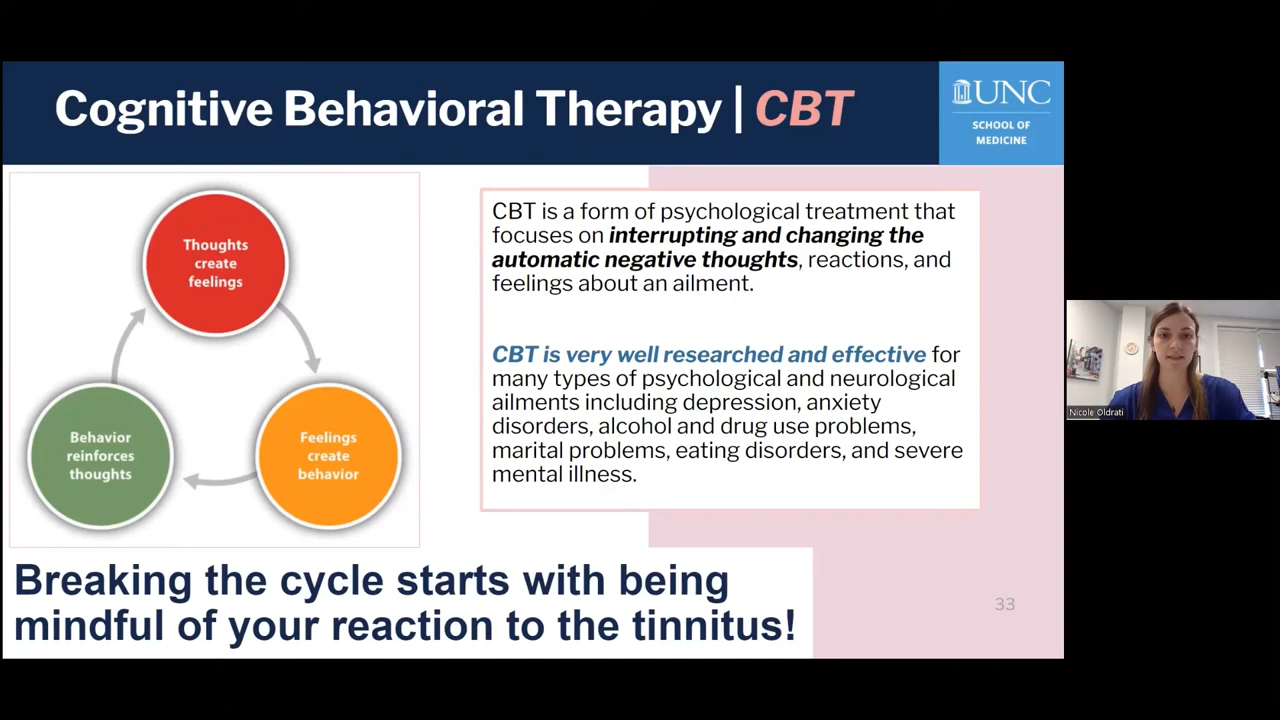 Cognitive Behavioral Therapy | CBT
UNC
SCHOOL OF
MEDICINE
Thoughts
create
feelings
Behavior
reinforces
thoughts
Feelings
create
behavior
CBT is a form of psychological treatment that
focuses on interrupting and changing the
automatic negative thoughts, reactions, and
feelings about an ailment.
CBT is very well researched and effective for
many types of psychological and neurological
ailments including depression, anxiety
disorders, alcohol and drug use problems,
marital problems, eating disorders, and severe
mental illness.
Breaking the cycle starts with being
mindful of your reaction to the tinnitus!
33
Nicole Oldrati